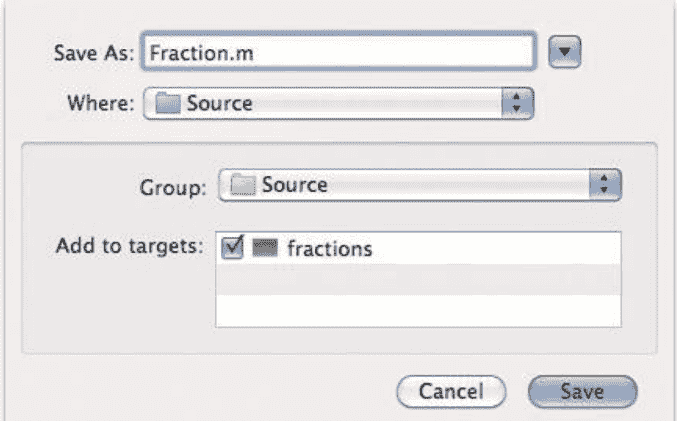 Save As: Fraction.m
Where: Source
Group: Source
Add to targets: fractions
Cancel Save